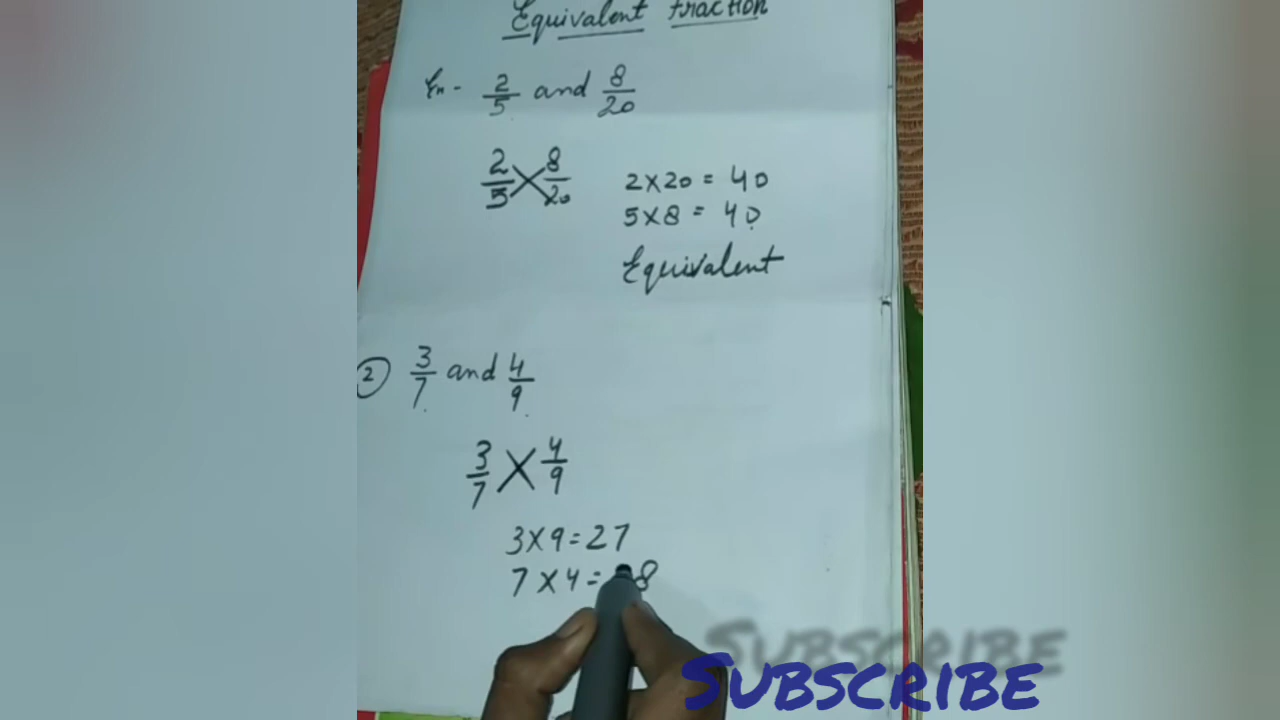 Equivalent fraction
Ex - 2/5 and 8/20
2/5 X 8/20
2X20 = 40
5X8 = 40
Equivalent
② 3/7 and 4/9
3/7 X 4/9
3X9=27
7X4= 8
SUBSCRIBE